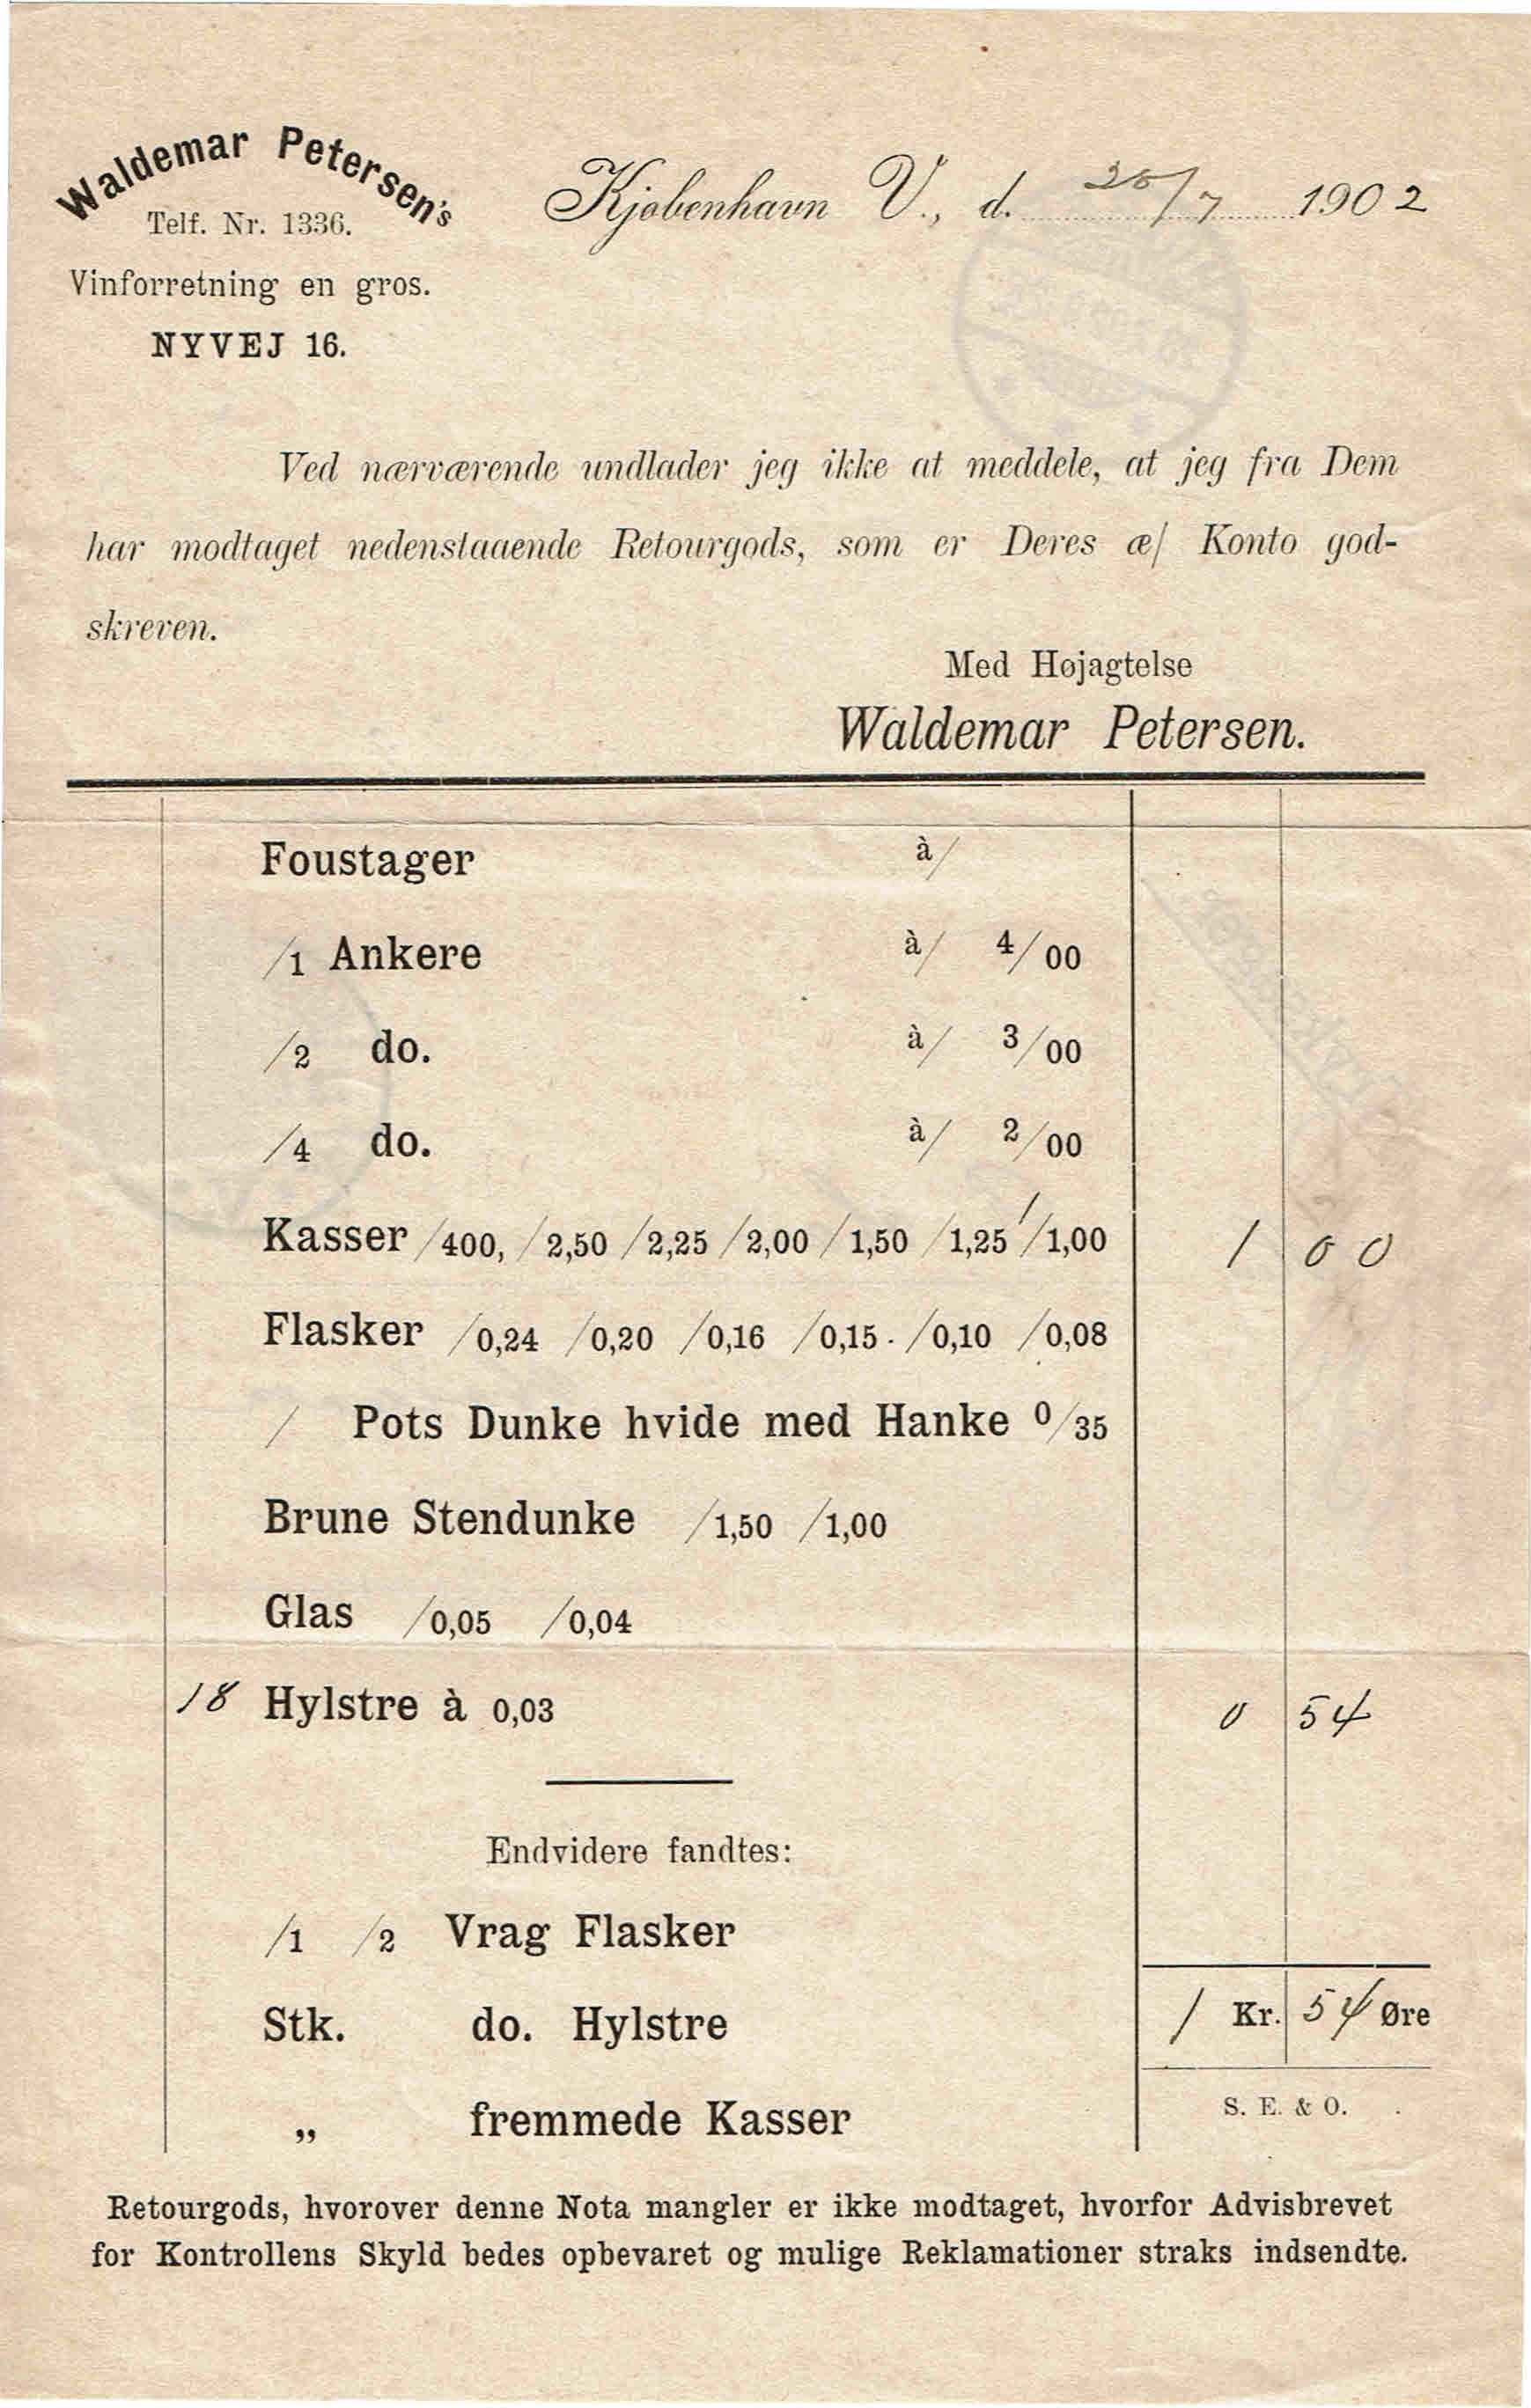 Waldemar Petersen's
Telf. Nr. 1336.
Vinforretning en gros.
NYVEJ 16.
Kjøbenhavn V., d. /7 1902
Ved nærværende undlader jeg ikke at meddele, at jeg fra Dem
har modtaget nedenstaaende Retourgods, som er Deres æ/ Konto god-
skreven.
Med Højagtelse
Waldemar Petersen.
Foustager à/
/1 Ankere à/ 4/00
/2 do. à/ 3/00
/4 do. à/ 2/00
Kasser /400, /2,50 /2,25 /2,00 /1,50 /1,25 1/1,00 1 00
Flasker /0,24 /0,20 /0,16 /0,15 . /0,10 /0,08
/ Pots Dunke hvide med Hanke 0/35
Brune Stendunke /1,50 /1,00
Glas /0,05 /0,04
18 Hylstre à 0,03 0 54
Endvidere fandtes:
/1 /2 Vrag Flasker
Stk. do. Hylstre 1 Kr. 54 Øre
„ fremmede Kasser S. E. & O.
Retourgods, hvorover denne Nota mangler er ikke modtaget, hvorfor Advisbrevet
for Kontrollens Skyld bedes opbevaret og mulige Reklamationer straks indsendte.